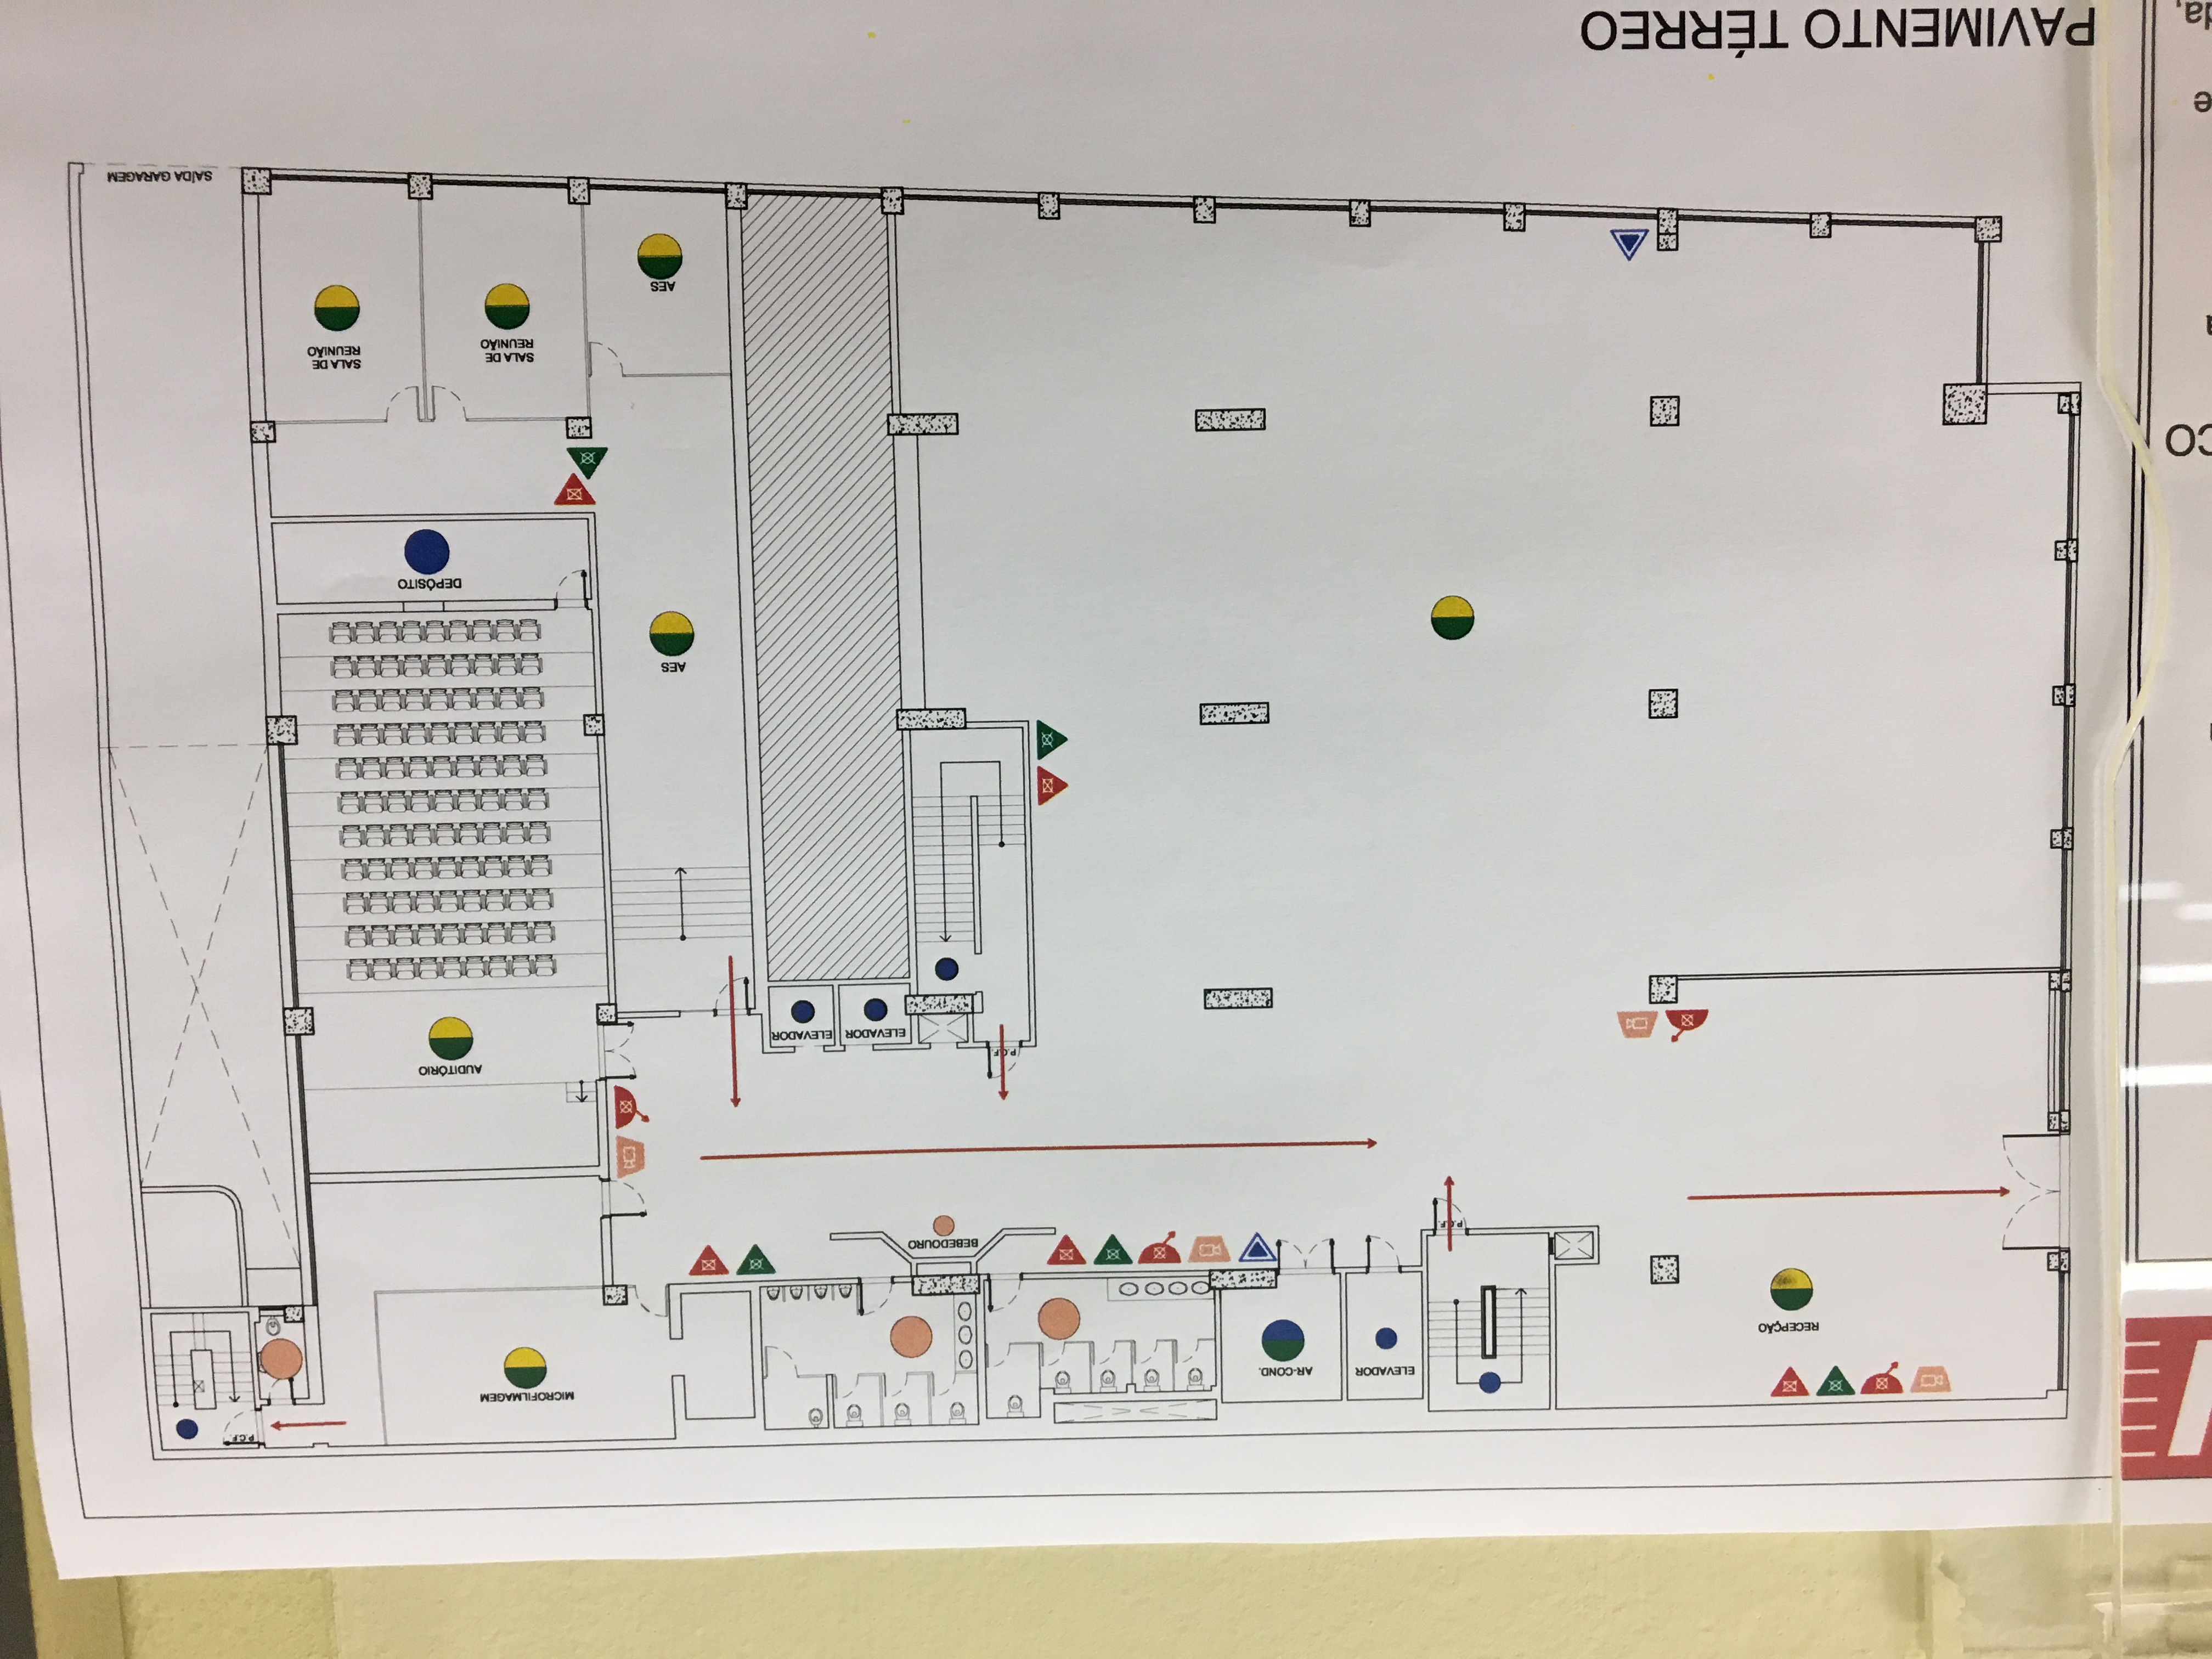 ELEVADOR
AR-COND.
MICROFILMAGEM
P.C.F.
RECEPÇÃO
P.C.F.
BEBEDOURO
AUDITÓRIO
P.C.F.
ELEVADOR
ELEVADOR
AES
DEPÓSITO
CO
SALA DE
REUNIÃO
SALA DE
REUNIÃO
a
AES
SAÍDA GARAGEM
e
PAVIMENTO TÉRREO
da,